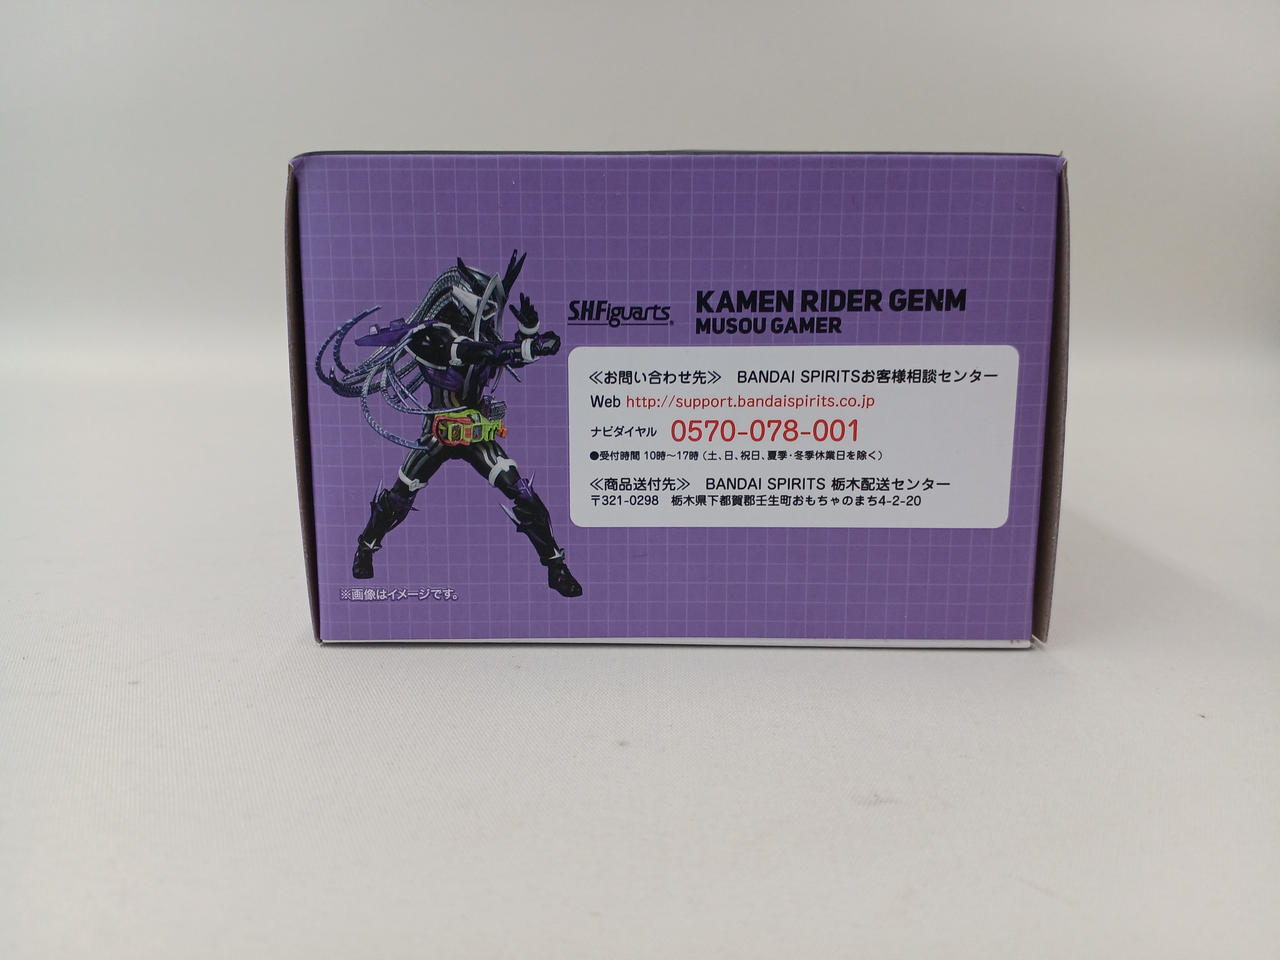 S.H.Figuarts
KAMEN RIDER GENM
MUSOU GAMER
≪お問い合わせ先≫ BANDAI SPIRITSお客様相談センター
Web http://support.bandaispirits.co.jp
ナビダイヤル 0570-078-001
●受付時間 10時〜17時（土、日、祝日、夏季・冬季休業日を除く）
≪商品送付先≫ BANDAI SPIRITS 栃木配送センター
〒321-0298 栃木県下都賀郡壬生町おもちゃのまち4-2-20
※画像はイメージです。